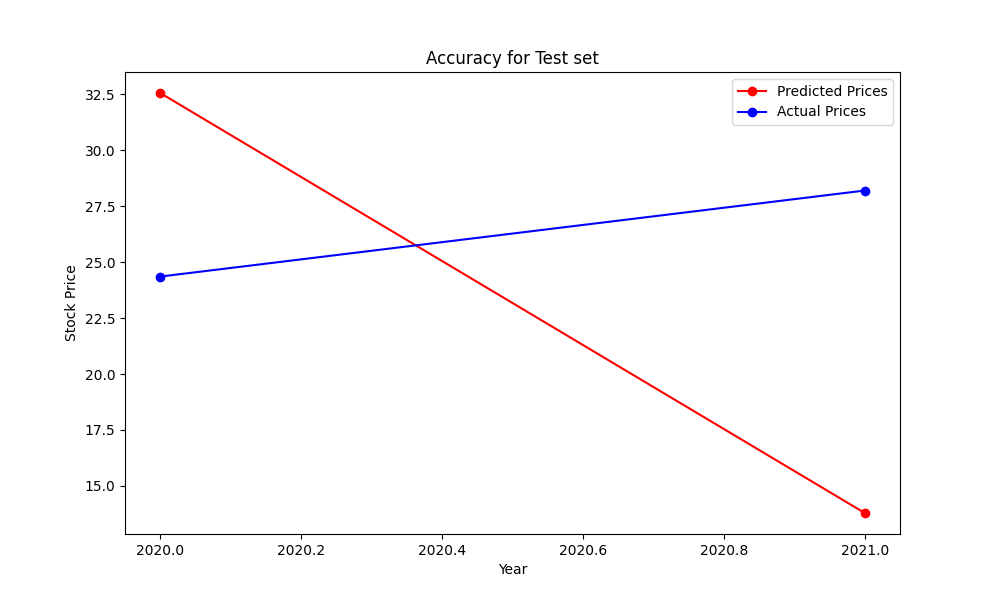 Accuracy for Test set
Predicted Prices
Actual Prices
32.5
30.0
27.5
25.0
22.5
20.0
17.5
15.0
Stock Price
2020.0 2020.2 2020.4 2020.6 2020.8 2021.0
Year